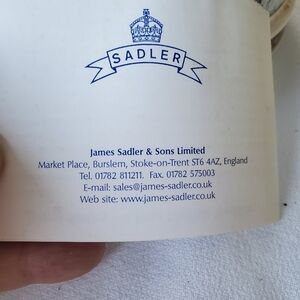 SADLER
James Sadler & Sons Limited
Market Place, Burslem, Stoke-on-Trent ST6 4AZ, England
Tel. 01782 811211. Fax. 01782 575003
E-mail: sales@james-sadler.co.uk
Web site: www.james-sadler.co.uk